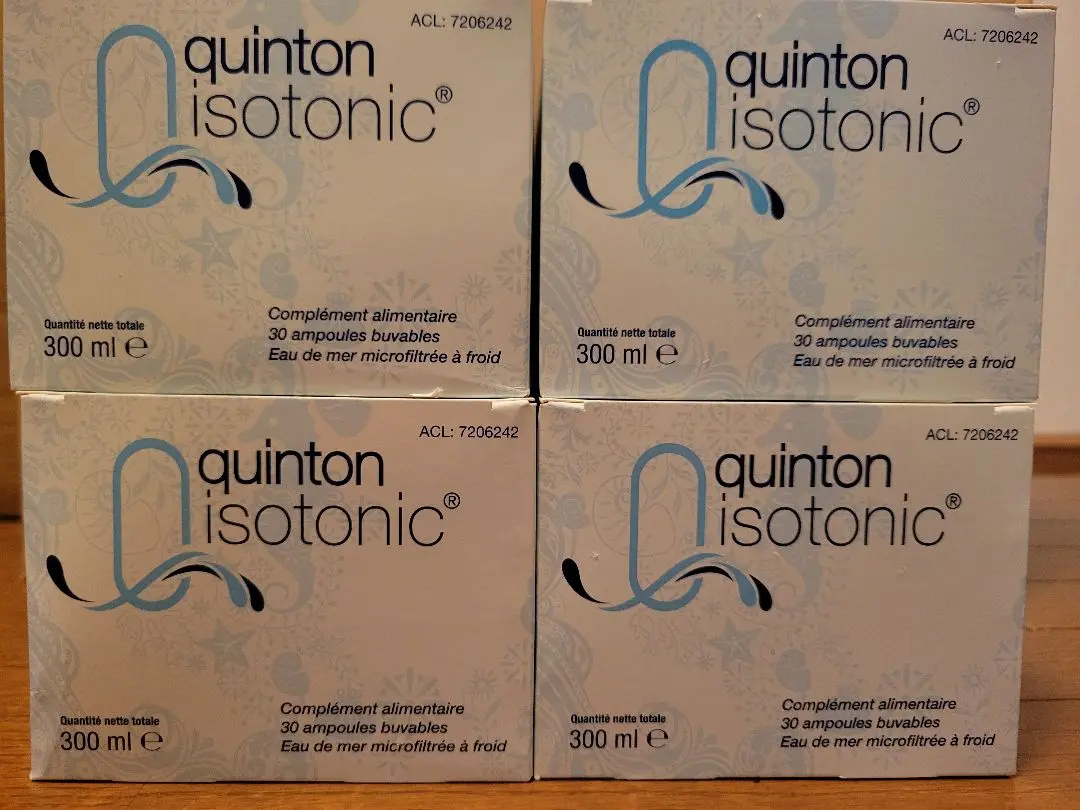 ACL: 7206242
quinton
isotonic®
Quantité nette totale
300 ml ℮
Complément alimentaire
30 ampoules buvables
Eau de mer microfiltrée à froid
ACL: 7206242
quinton
isotonic®
Quantité nette totale
300 ml ℮
Complément alimentaire
30 ampoules buvables
Eau de mer microfiltrée à froid
ACL: 7206242
quinton
isotonic®
Quantité nette totale
300 ml ℮
Complément alimentaire
30 ampoules buvables
Eau de mer microfiltrée à froid
ACL: 7206242
quinton
isotonic®
Quantité nette totale
300 ml ℮
Complément alimentaire
30 ampoules buvables
Eau de mer microfiltrée à froid